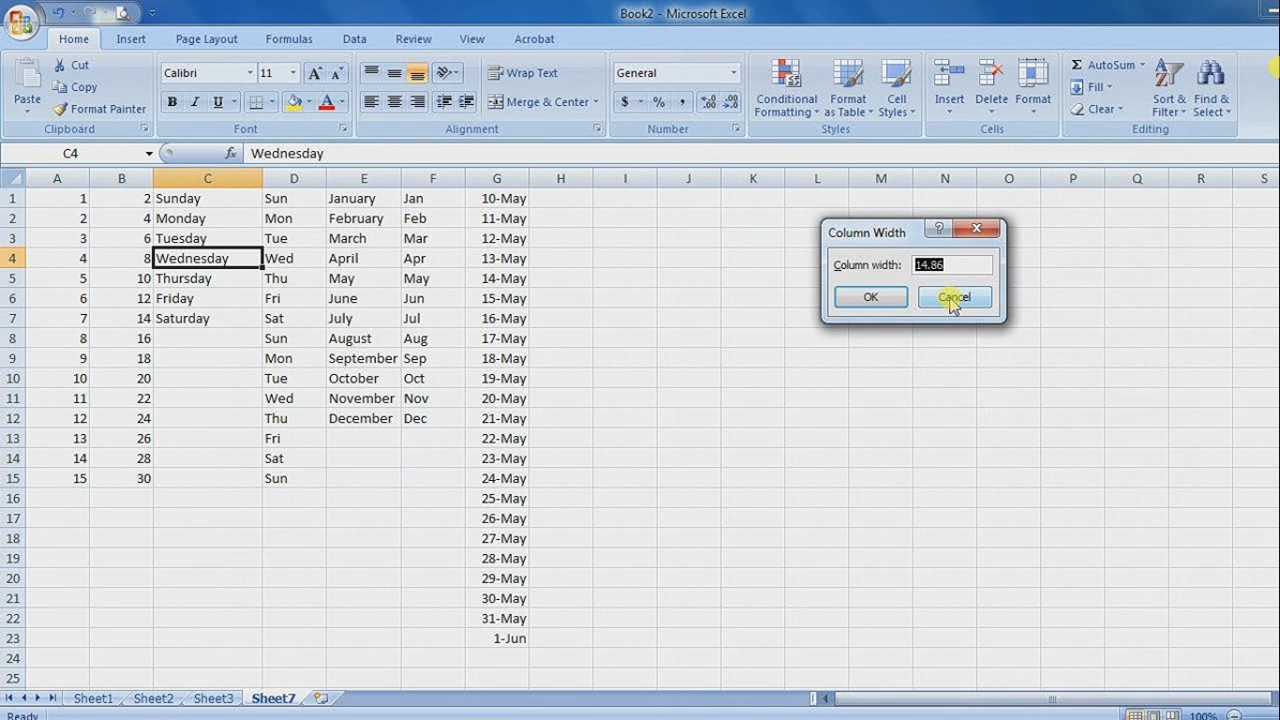 Book2 - Microsoft Excel
Home Insert Page Layout Formulas Data Review View Acrobat
Paste Cut Copy Format Painter Clipboard
Calibri 11 A A B I U A Font
Wrap Text Merge & Center Alignment
General $ % , .0 .00 .00 .0 Number
Conditional Formatting Format as Table Cell Styles Styles
Insert Delete Format Cells
Σ AutoSum Fill Clear Sort & Filter Find & Select Editing
C4 fx Wednesday
A B C D E F G H I J K L M N O P Q R S
1 1 2 Sunday Sun January Jan 10-May
2 2 4 Monday Mon February Feb 11-May
3 3 6 Tuesday Tue March Mar 12-May
4 4 8 Wednesday Wed April Apr 13-May
5 5 10 Thursday Thu May May 14-May
6 6 12 Friday Fri June Jun 15-May
7 7 14 Saturday Sat July Jul 16-May
8 8 16 Sun August Aug 17-May
9 9 18 Mon September Sep 18-May
10 10 20 Tue October Oct 19-May
11 11 22 Wed November Nov 20-May
12 12 24 Thu December Dec 21-May
13 13 26 Fri 22-May
14 14 28 Sat 23-May
15 15 30 Sun 24-May
16 25-May
17 26-May
18 27-May
19 28-May
20 29-May
21 30-May
22 31-May
23 1-Jun
24
25
Column Width ?
Column width: 14.86
OK Cancel
Sheet1 Sheet2 Sheet3 Sheet7
Ready 100%